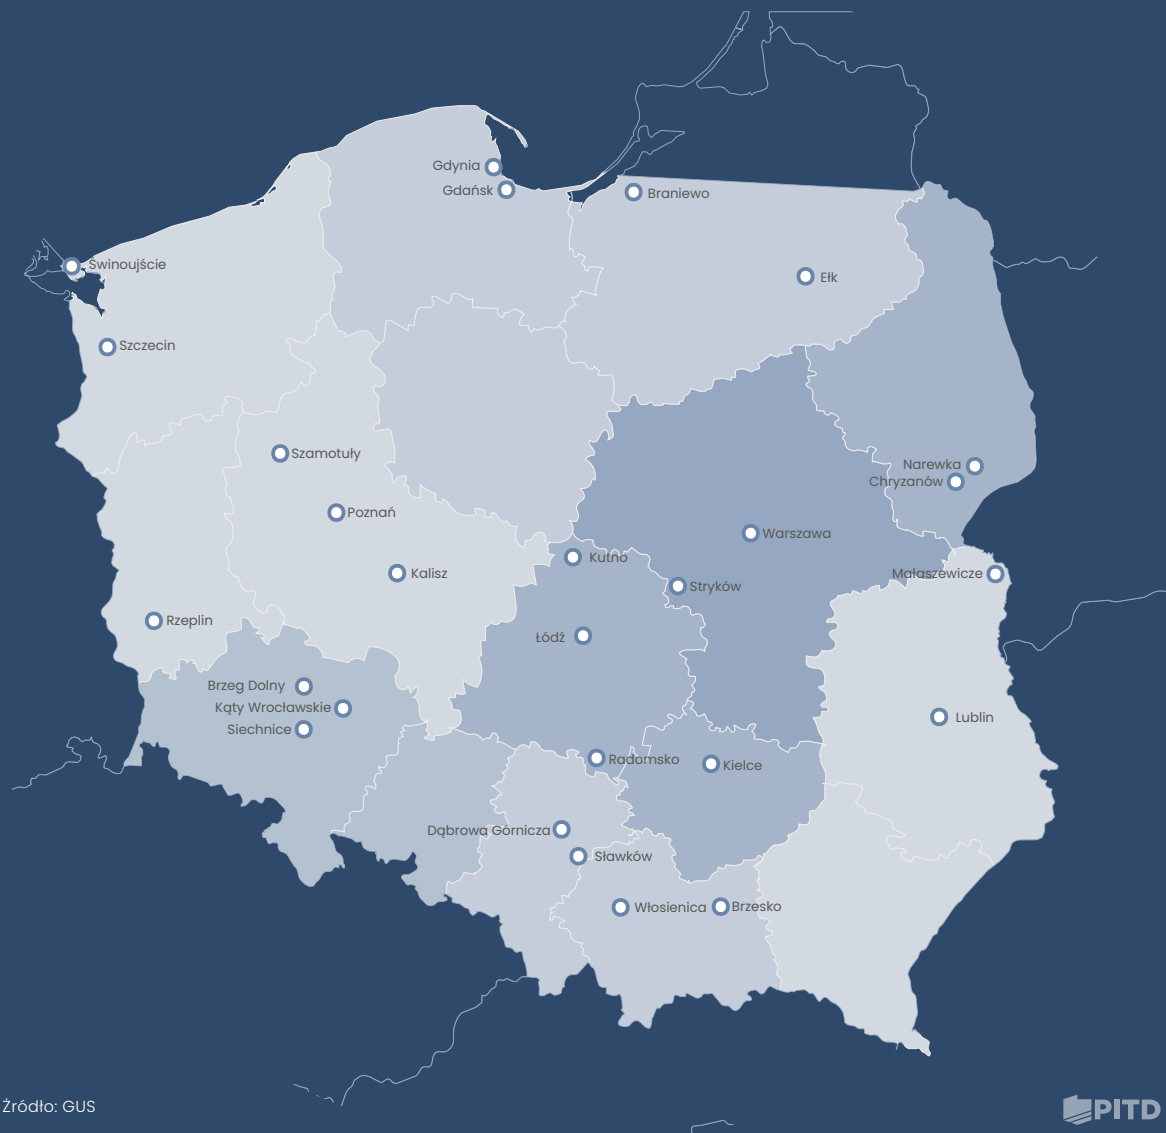 Gdynia
Gdańsk
Braniewo
Świnoujście
Ełk
Szczecin
Szamotuły
Narewka
Chryzanów
Poznań
Warszawa
Kutno
Kalisz
Małaszewicze
Stryków
Rzeplin
Łódź
Brzeg Dolny
Kąty Wrocławskie
Siechnice
Lublin
Radomsko
Kielce
Dąbrowa Górnicza
Sławków
Włosienica
Brzesko
Źródło: GUS
PITD